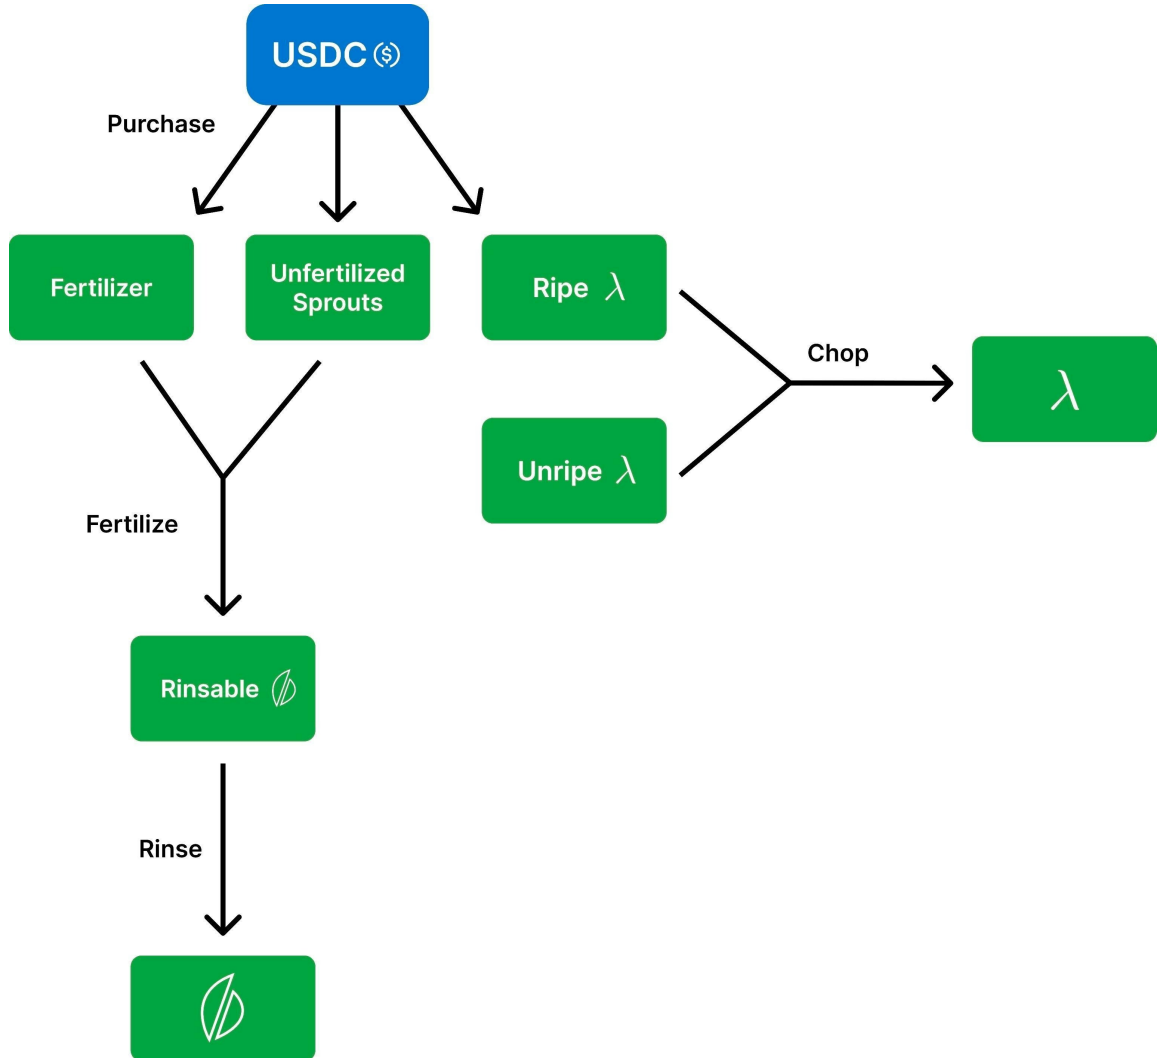 USDC
Purchase
Fertilizer
Unfertilized
Sprouts
Ripe λ
Chop
λ
Unripe λ
Fertilize
Rinsable
Rinse